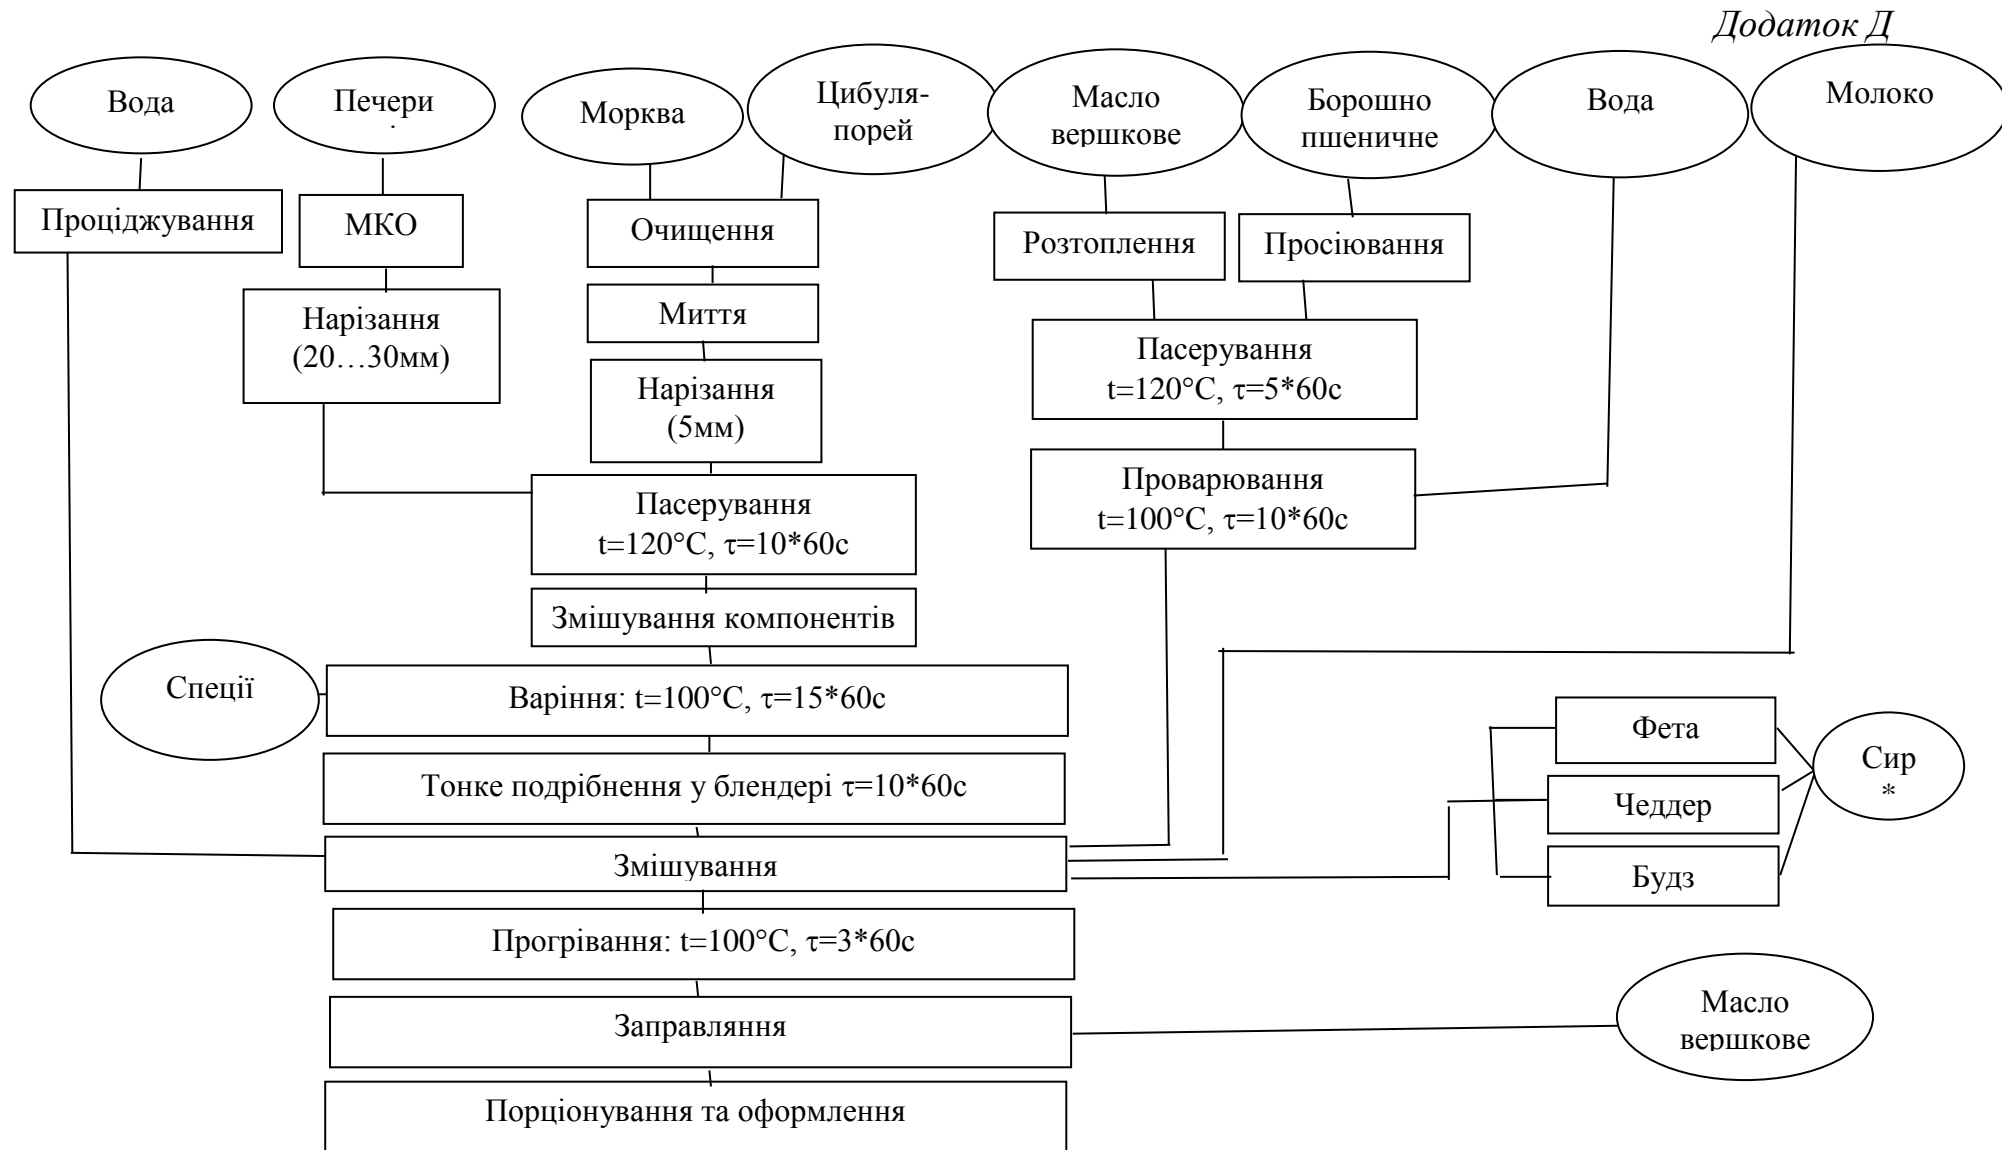 Додаток Д
Вода
Печери
Морква
Цибуля-
порей
Масло
вершкове
Борошно
пшеничне
Вода
Молоко
Проціджування
МКО
Очищення
Розтоплення
Просіювання
Нарізання
(20…30мм)
Миття
Нарізання
(5мм)
Пасерування
t=120°C, τ=5*60с
Проварювання
t=100°C, τ=10*60с
Пасерування
t=120°C, τ=10*60с
Змішування компонентів
Спеції
Варіння: t=100°C, τ=15*60с
Тонке подрібнення у блендері τ=10*60с
Фета
Чеддер
Будз
Сир
*
Змішування
Прогрівання: t=100°C, τ=3*60с
Заправляння
Масло
вершкове
Порціонування та оформлення